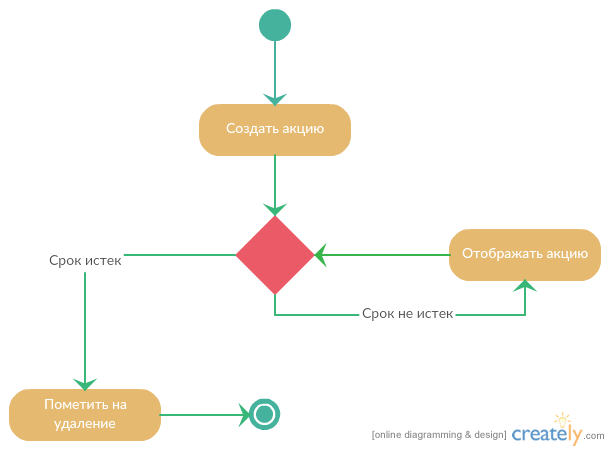 Создать акцию
Отображать акцию
Срок истек
Срок не истек
Пометить на
удаление
[online diagramming & design] creately.com